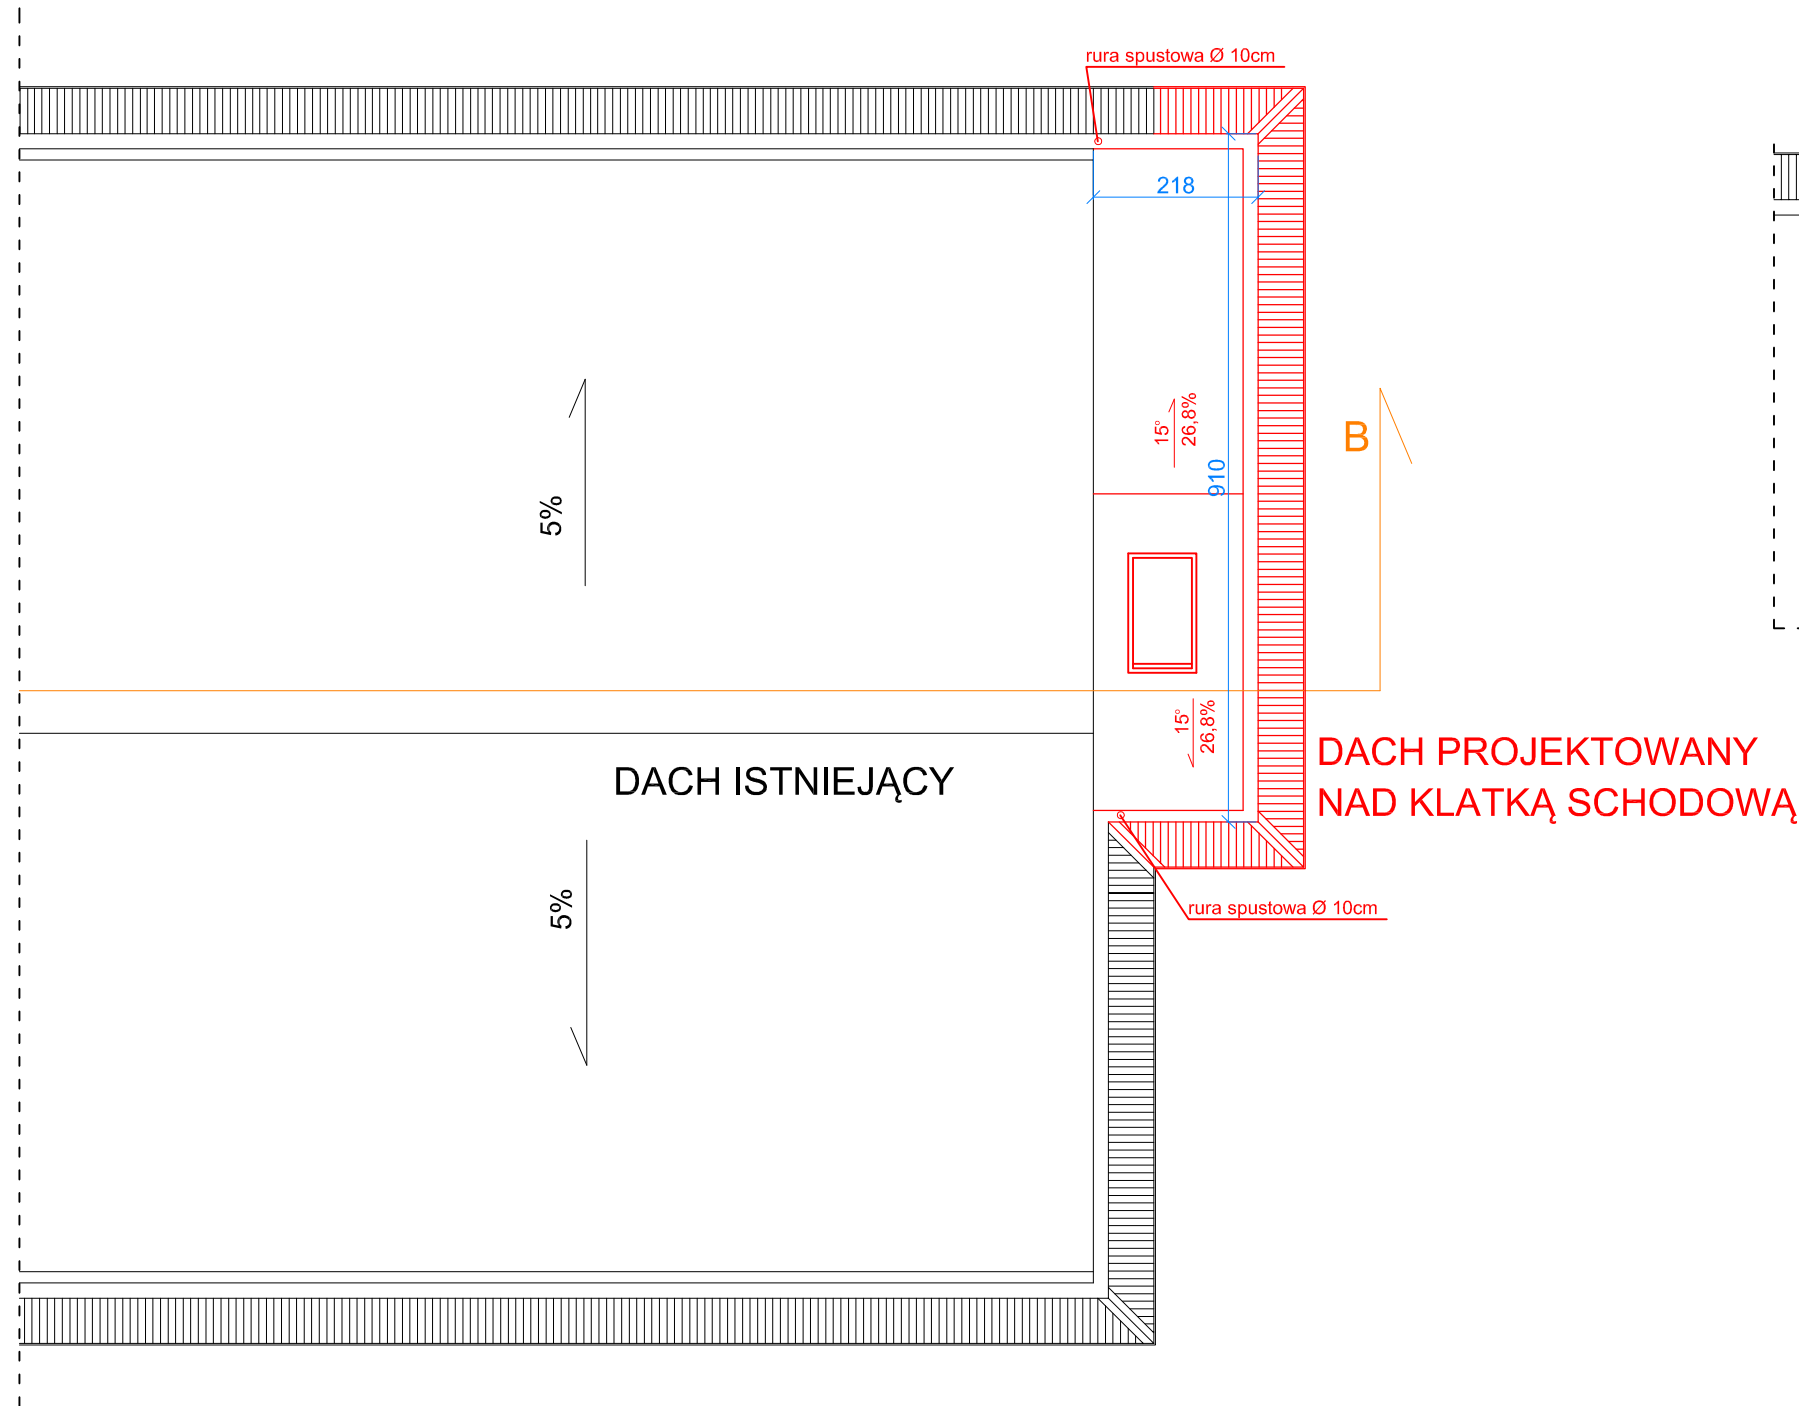 rura spustowa Ø 10cm
218
15°
26,8%
B
910
5%
15°
26,8%
DACH PROJEKTOWANY
NAD KLATKĄ SCHODOWĄ
DACH ISTNIEJĄCY
5%
rura spustowa Ø 10cm